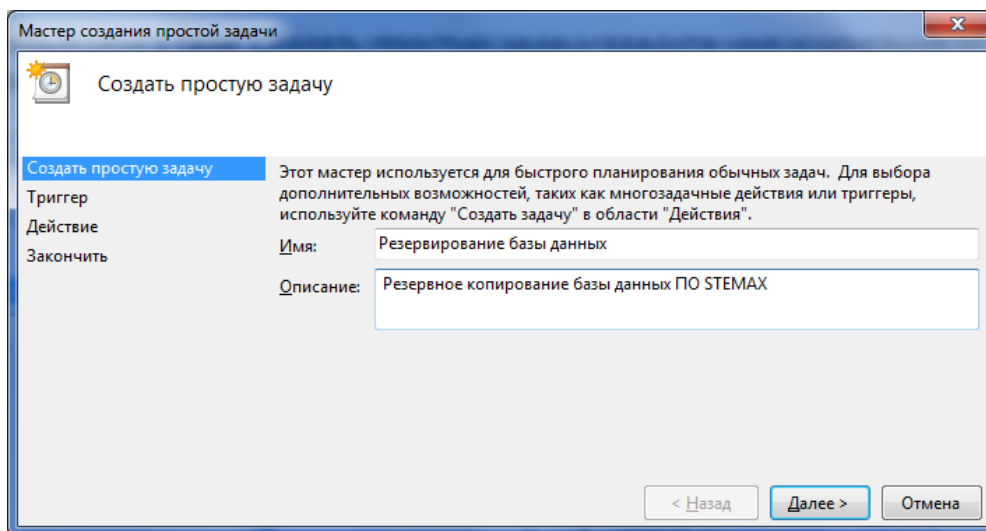 Мастер создания простой задачи
Создать простую задачу
Создать простую задачу
Триггер
Действие
Закончить
Этот мастер используется для быстрого планирования обычных задач. Для выбора
дополнительных возможностей, таких как многозадачные действия или триггеры,
используйте команду "Создать задачу" в области "Действия".
Имя:
Резервирование базы данных
Описание:
Резервное копирование базы данных ПО STEMAX
< Назад
Далее >
Отмена